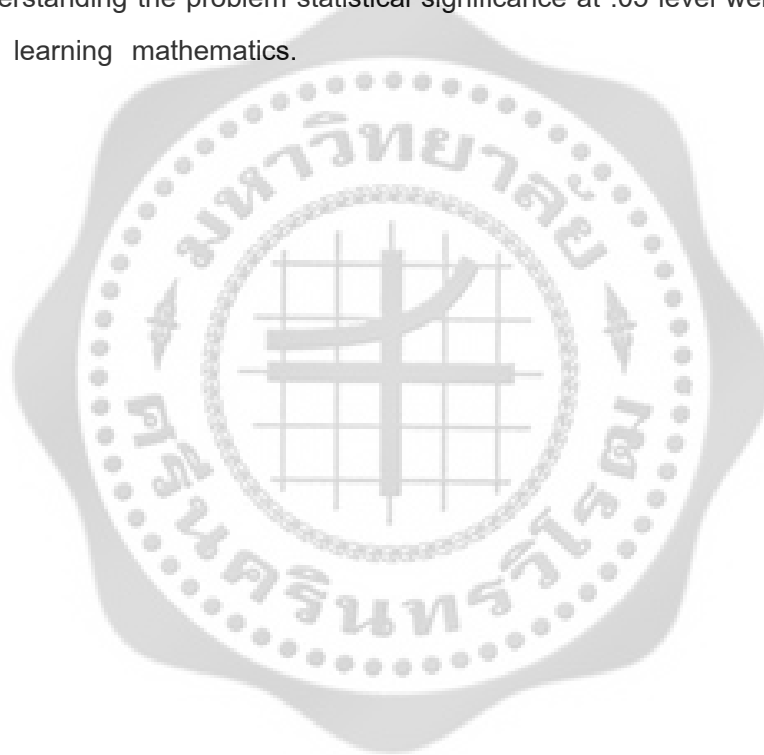 erstanding the problem statistical significance at .05 level we
learning mathematics.
มหาวิทยาลัย
ศรีนครินทรวิโรฒ